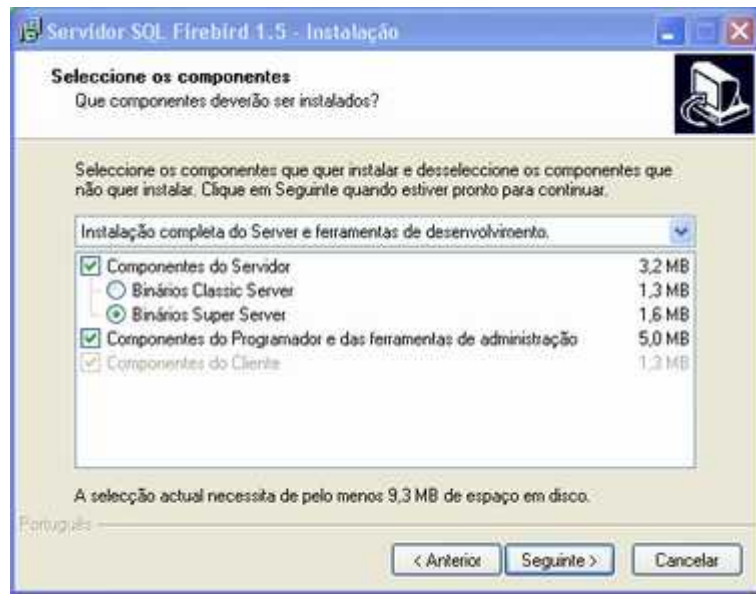 Servidor SQL Firebird 1.5 - Instalação
Seleccione os componentes
Que componentes deverão ser instalados?
Seleccione os componentes que quer instalar e desseleccione os componentes que
não quer instalar. Clique em Seguinte quando estiver pronto para continuar.
Instalação completa do Server e ferramentas de desenvolvimento.
Componentes do Servidor 3,2 MB
Binários Classic Server 1,3 MB
Binários Super Server 1,6 MB
Componentes do Programador e das ferramentas de administração 5,0 MB
Componentes do Cliente 1,3 MB
A selecção actual necessita de pelo menos 9,3 MB de espaço em disco.
Português
< Anterior Seguinte > Cancelar